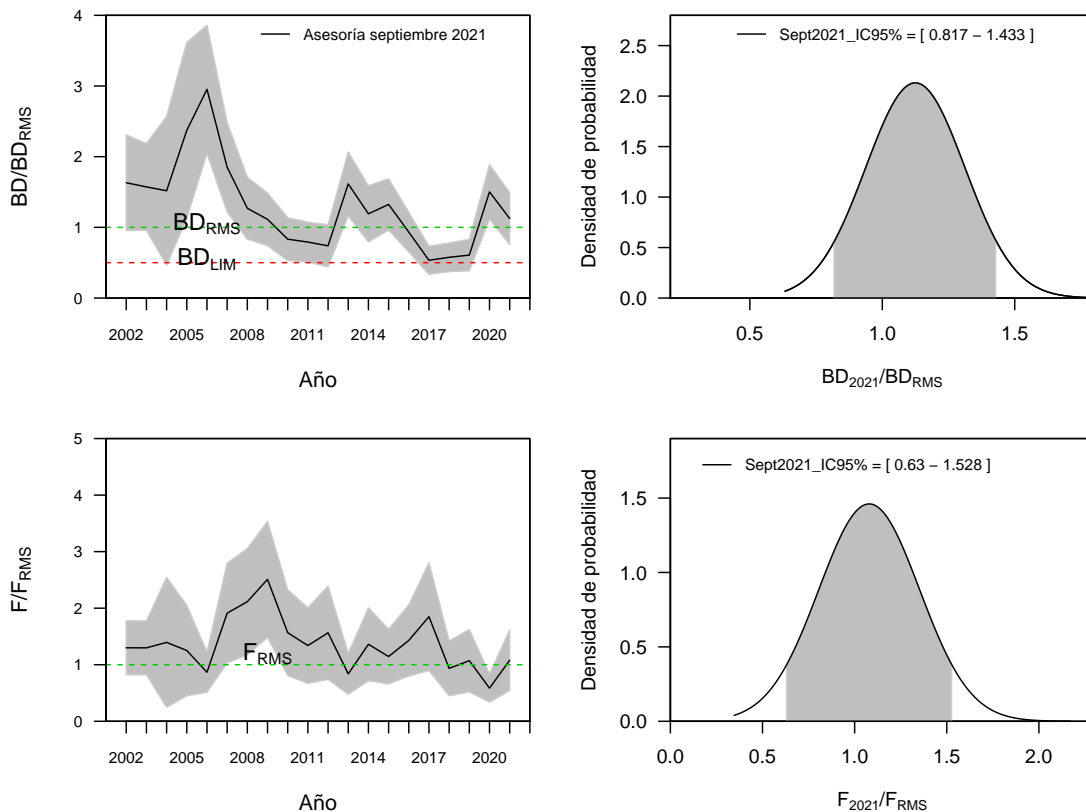 4
3
2
1
0
BD/BD_RMS
Asesoría septiembre 2021
BD_RMS
BD_LIM
2002 2005 2008 2011 2014 2017 2020
Año
2.5
2.0
1.5
1.0
0.5
0.0
Densidad de probabilidad
Sept2021_IC95% = [ 0.817 − 1.433 ]
0.5 1.0 1.5
BD_2021/BD_RMS
5
4
3
2
1
0
F/F_RMS
F_RMS
2002 2005 2008 2011 2014 2017 2020
Año
1.5
1.0
0.5
0.0
Densidad de probabilidad
Sept2021_IC95% = [ 0.63 − 1.528 ]
0.0 0.5 1.0 1.5 2.0
F_2021/F_RMS